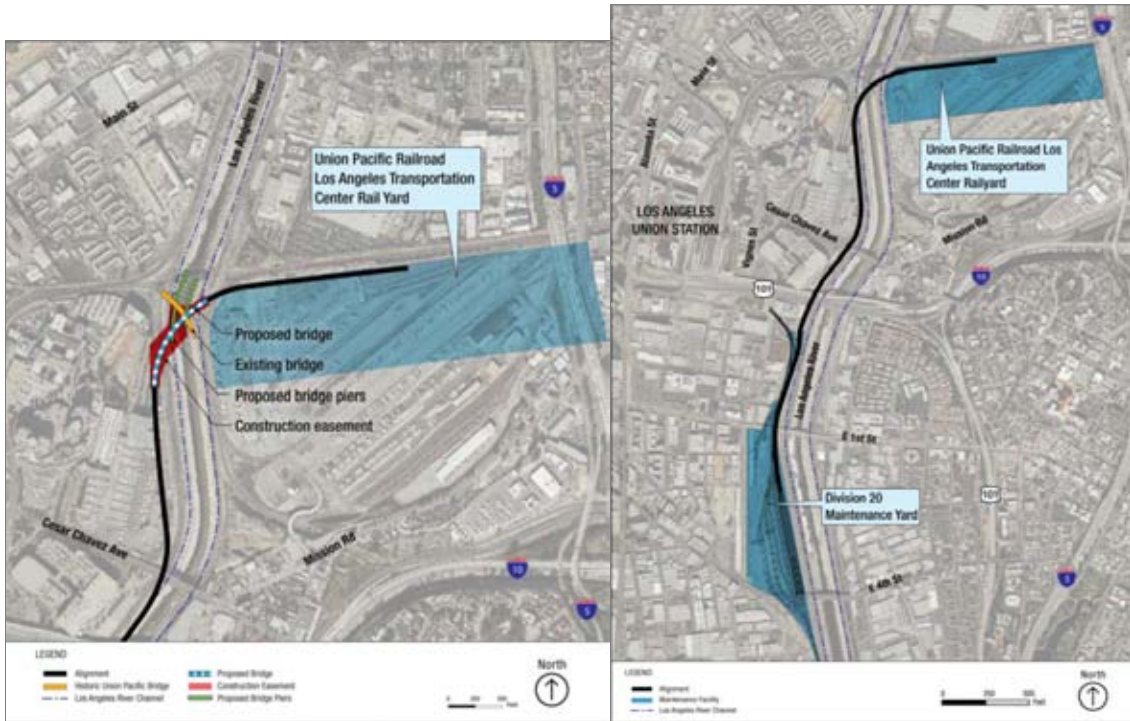 Main St
Los Angeles River
Union Pacific Railroad
Los Angeles Transportation
Center Rail Yard
5
Proposed bridge
Existing bridge
Proposed bridge piers
Construction easement
Cesar Chavez Ave
Mission Rd
10
5
LEGEND
Alignment
Historic Union Pacific Bridge
Los Angeles River Channel
Proposed Bridge
Construction Easement
Proposed Bridge Piers
Feet
North
5
Main St
Alameda St
Union Pacific Railroad Los
Angeles Transportation
Center Railyard
LOS ANGELES
UNION STATION
Vignes St
Cesar Chavez Ave
Mission Rd
101
10
Los Angeles River
E 1st St
Division 20
Maintenance Yard
101
E 4th St
5
LEGEND
Alignment
Maintenance Facility
Los Angeles River Channel
0
Feet
North